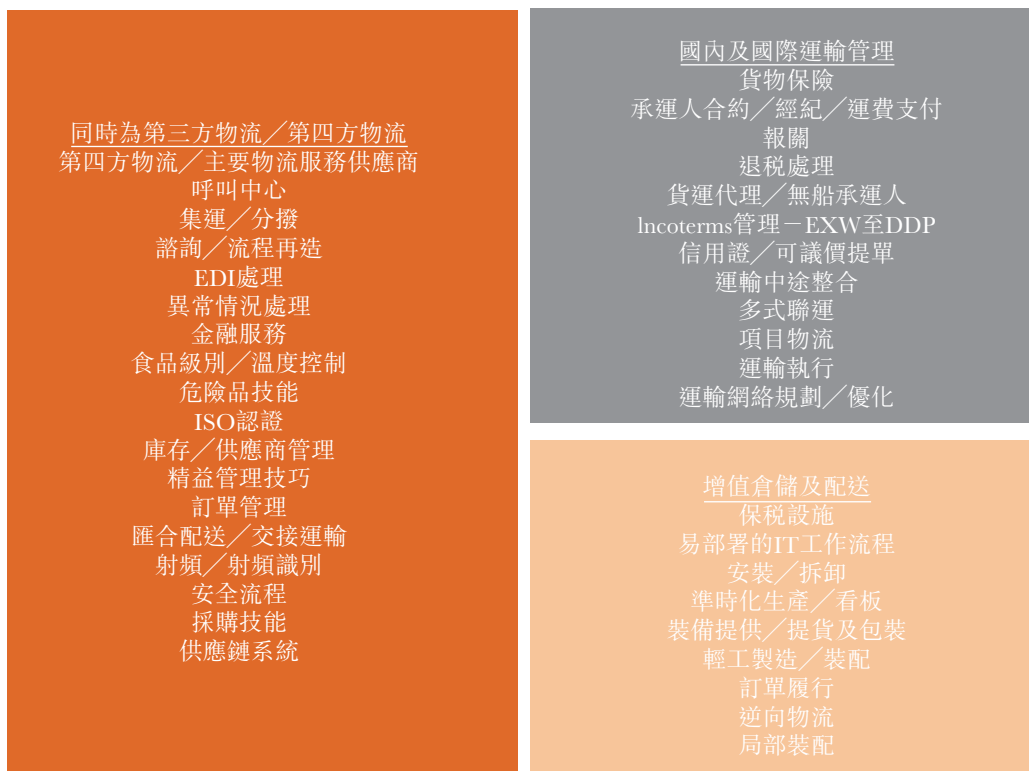 同時為第三方物流／第四方物流
第四方物流／主要物流服務供應商
呼叫中心
集運／分撥
諮詢／流程再造
EDI處理
異常情況處理
金融服務
食品級別／溫度控制
危險品技能
ISO認證
庫存／供應商管理
精益管理技巧
訂單管理
匯合配送／交接運輸
射頻／射頻識別
安全流程
採購技能
供應鏈系統
國內及國際運輸管理
貨物保險
承運人合約／經紀／運費支付
報關
退税處理
貨運代理／無船承運人
lncoterms管理－EXW至DDP
信用證／可議價提單
運輸中途整合
多式聯運
項目物流
運輸執行
運輸網絡規劃／優化
增值倉儲及配送
保税設施
易部署的IT工作流程
安裝／拆卸
準時化生產／看板
裝備提供／提貨及包裝
輕工製造／裝配
訂單履行
逆向物流
局部裝配